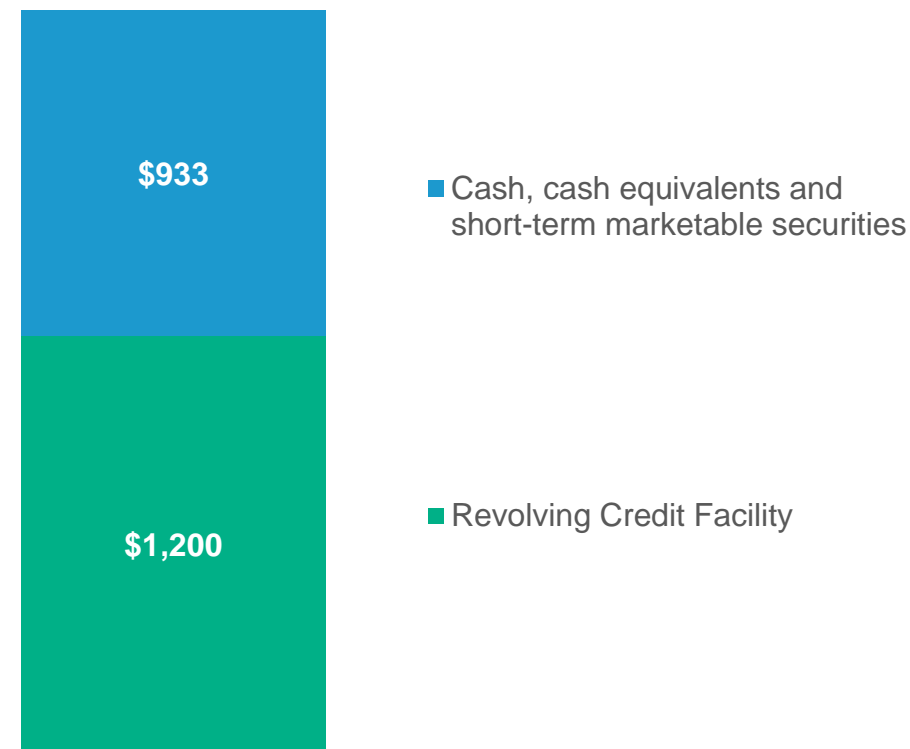 $933
Cash, cash equivalents and
short-term marketable securities
$1,200
Revolving Credit Facility